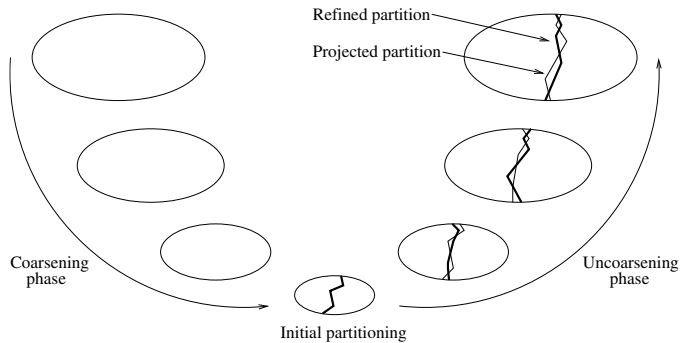 Refined partition
Projected partition
Coarsening
phase
Uncoarsening
phase
Initial partitioning